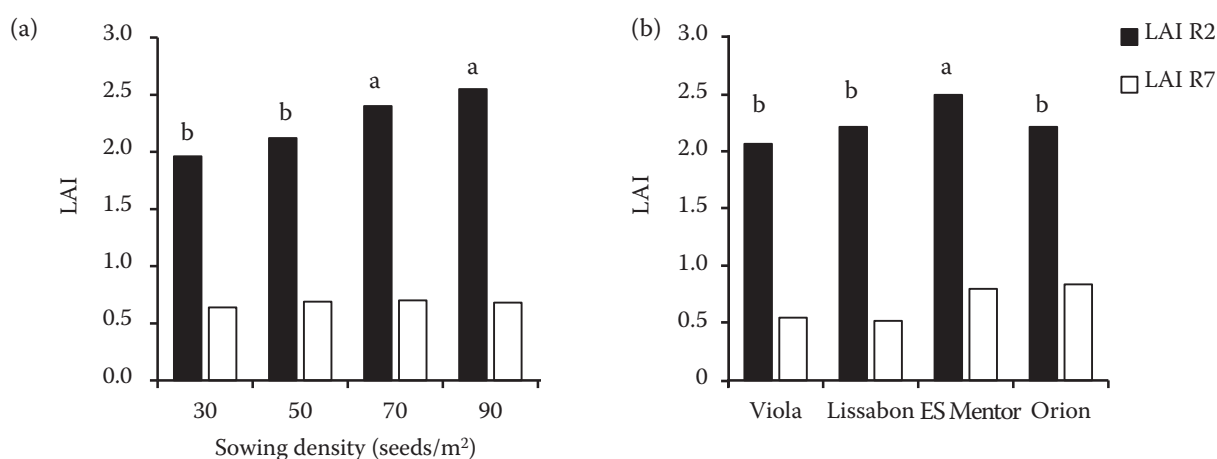 (a)
3.0
2.5
2.0
1.5
1.0
0.5
0.0
LAI
b
b
a
a
30
50
70
90
Sowing density (seeds/m²)
(b)
3.0
2.5
2.0
1.5
1.0
0.5
0
LAI
b
b
a
b
Viola
Lissabon
ES Mentor
Orion
LAI R2
LAI R7